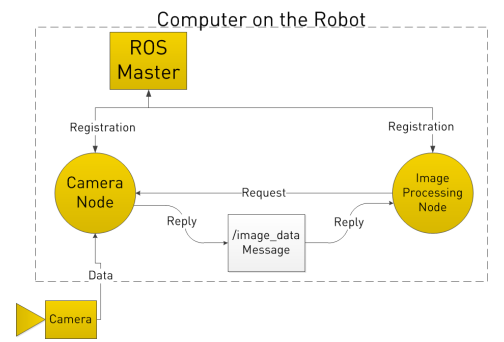 Computer on the Robot
ROS
Master
Registration
Registration
Camera
Node
Image
Processing
Node
Request
Reply
/image_data
Message
Reply
Data
Camera